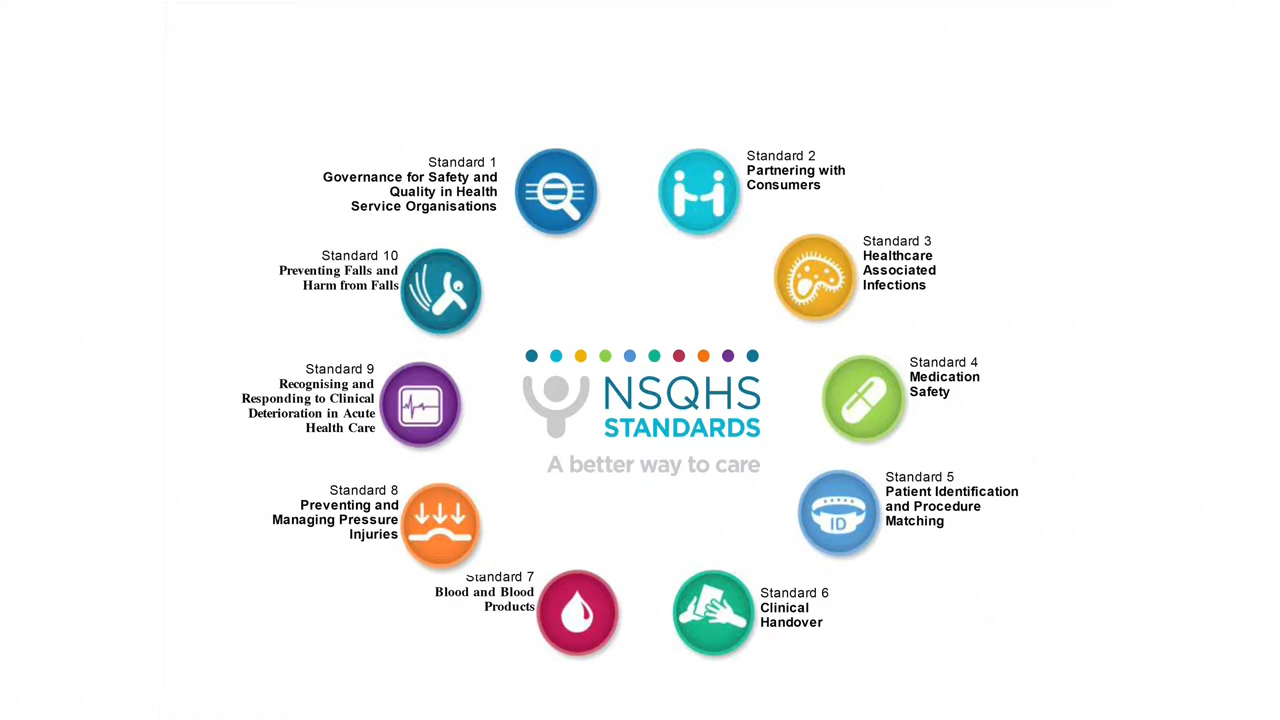 Standard 1
Governance for Safety and
Quality in Health
Service Organisations
Standard 2
Partnering with
Consumers
Standard 3
Healthcare
Associated
Infections
Standard 4
Medication
Safety
Standard 5
Patient Identification
and Procedure
Matching
ID
Standard 6
Clinical
Handover
Standard 7
Blood and Blood
Products
Standard 8
Preventing and
Managing Pressure
Injuries
Standard 9
Recognising and
Responding to Clinical
Deterioration in Acute
Health Care
Standard 10
Preventing Falls and
Harm from Falls
NSQHS
STANDARDS
A better way to care